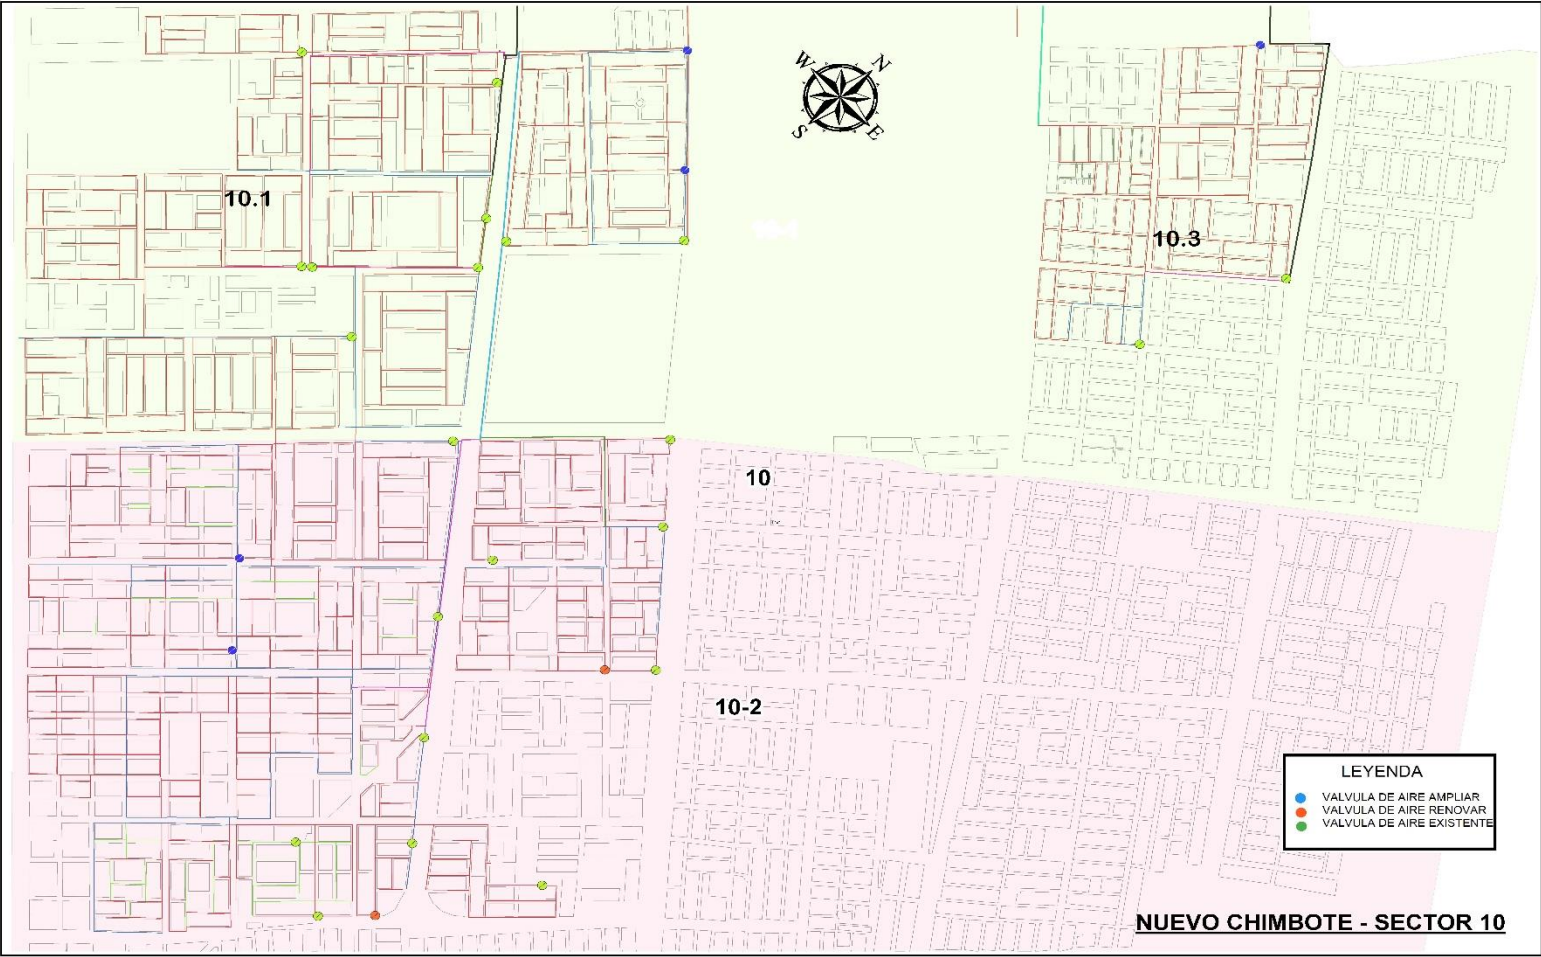 W N
S E
10.1
10.3
10
10-2
LEYENDA
VALVULA DE AIRE AMPLIAR
VALVULA DE AIRE RENOVAR
VALVULA DE AIRE EXISTENTE
NUEVO CHIMBOTE - SECTOR 10